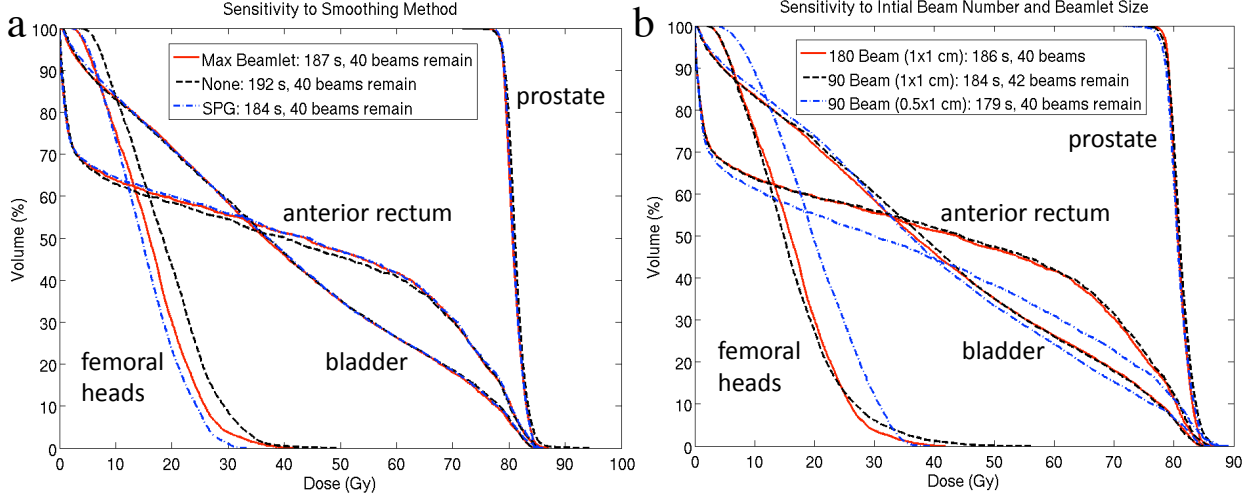 a
Sensitivity to Smoothing Method
Max Beamlet: 187 s, 40 beams remain
None: 192 s, 40 beams remain
SPG: 184 s, 40 beams remain
prostate
anterior rectum
femoral
heads
bladder
Volume (%)
100
90
80
70
60
50
40
30
20
10
0
0 10 20 30 40 50 60 70 80 90 100
Dose (Gy)
b
Sensitivity to Intial Beam Number and Beamlet Size
180 Beam (1x1 cm): 186 s, 40 beams
90 Beam (1x1 cm): 184 s, 42 beams remain
90 Beam (0.5x1 cm): 179 s, 40 beams remain
prostate
anterior rectum
femoral
heads
bladder
Volume (%)
100
90
80
70
60
50
40
30
20
10
0
0 10 20 30 40 50 60 70 80 90
Dose (Gy)